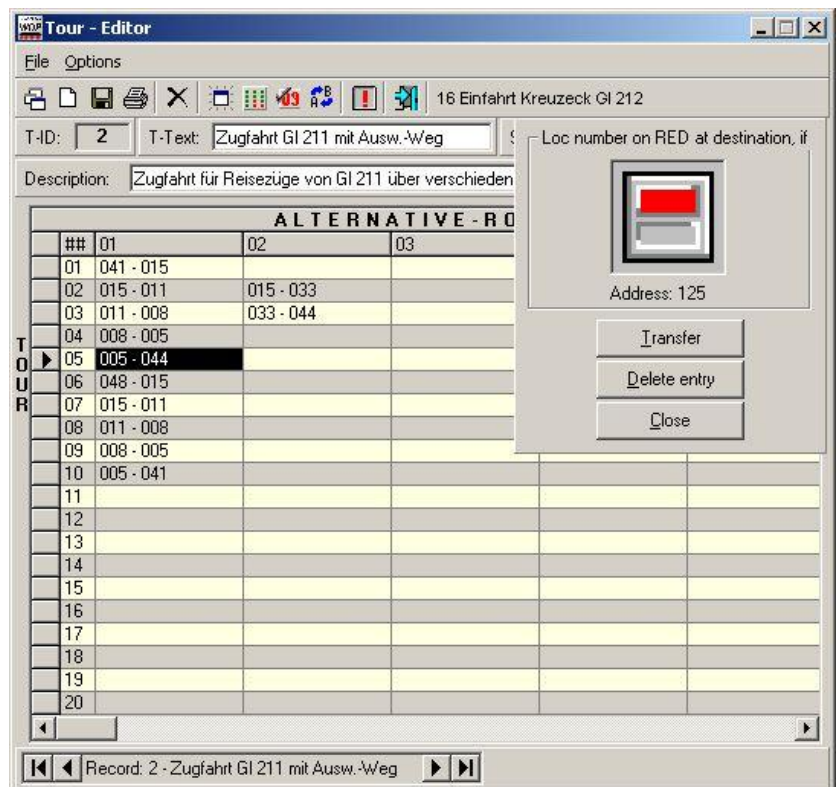 Tour - Editor
File Options
16 Einfahrt Kreuzeck Gl 212
T-ID: 2 T-Text: Zugfahrt Gl 211 mit Ausw.-Weg
Loc number on RED at destination, if
Description: Zugfahrt für Reisezüge von Gl 211 über verschieden
Address: 125
Transfer
Delete entry
Close
ALTERNATIVE-RO
## 01 02 03
TOUR
01 041 - 015
02 015 - 011 015 - 033
03 011 - 008 033 - 044
04 008 - 005
05 005 - 044
06 048 - 015
07 015 - 011
08 011 - 008
09 008 - 005
10 005 - 041
11
12
13
14
15
16
17
18
19
20
Record: 2 - Zugfahrt Gl 211 mit Ausw.-Weg